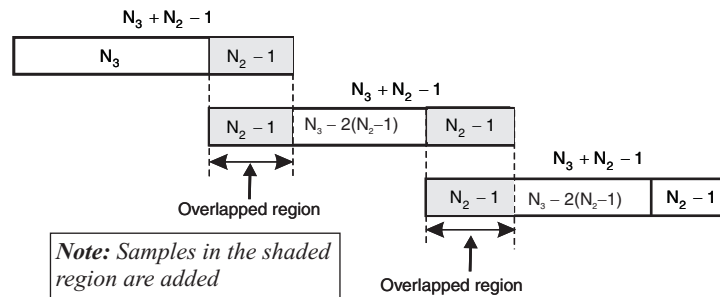 N₃ + N₂ − 1
N₃ N₂ − 1
N₃ + N₂ − 1
N₂ − 1 N₃ − 2(N₂−1) N₂ − 1
Overlapped region
N₃ + N₂ − 1
N₂ − 1 N₃ − 2(N₂−1) N₂ − 1
Overlapped region
Note: Samples in the shaded
region are added